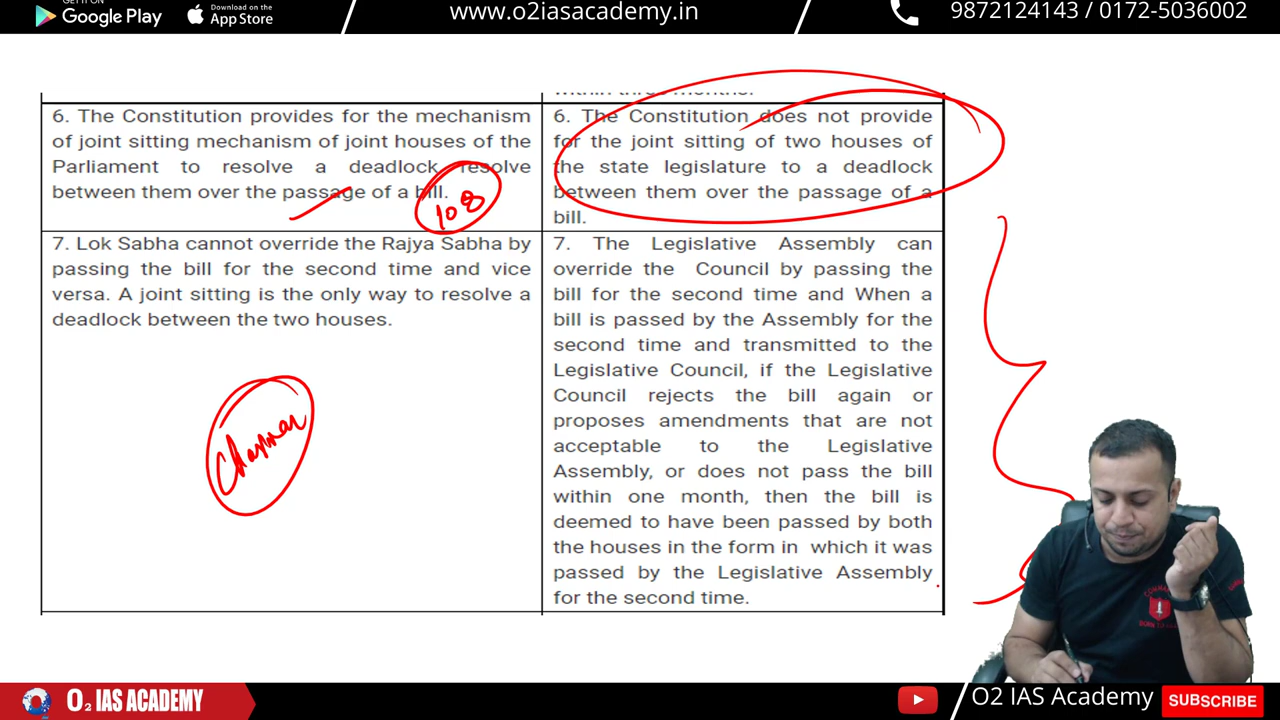 GET IT ON
Google Play
Download on the
App Store
www.o2iasacademy.in
9872124143 / 0172-5036002
within three months.
6. The Constitution provides for the mechanism
of joint sitting mechanism of joint houses of the
Parliament to resolve a deadlock resolve
between them over the passage of a bill.
108
6. The Constitution does not provide
for the joint sitting of two houses of
the state legislature to a deadlock
between them over the passage of a
bill.
7. Lok Sabha cannot override the Rajya Sabha by
passing the bill for the second time and vice
versa. A joint sitting is the only way to resolve a
deadlock between the two houses.
7. The Legislative Assembly can
override the Council by passing the
bill for the second time and When a
bill is passed by the Assembly for the
second time and transmitted to the
Legislative Council, if the Legislative
Council rejects the bill again or
proposes amendments that are not
acceptable to the Legislative
Assembly, or does not pass the bill
within one month, then the bill is
deemed to have been passed by both
the houses in the form in which it was
passed by the Legislative Assembly
for the second time.
O2 IAS ACADEMY
O2 IAS Academy
SUBSCRIBE